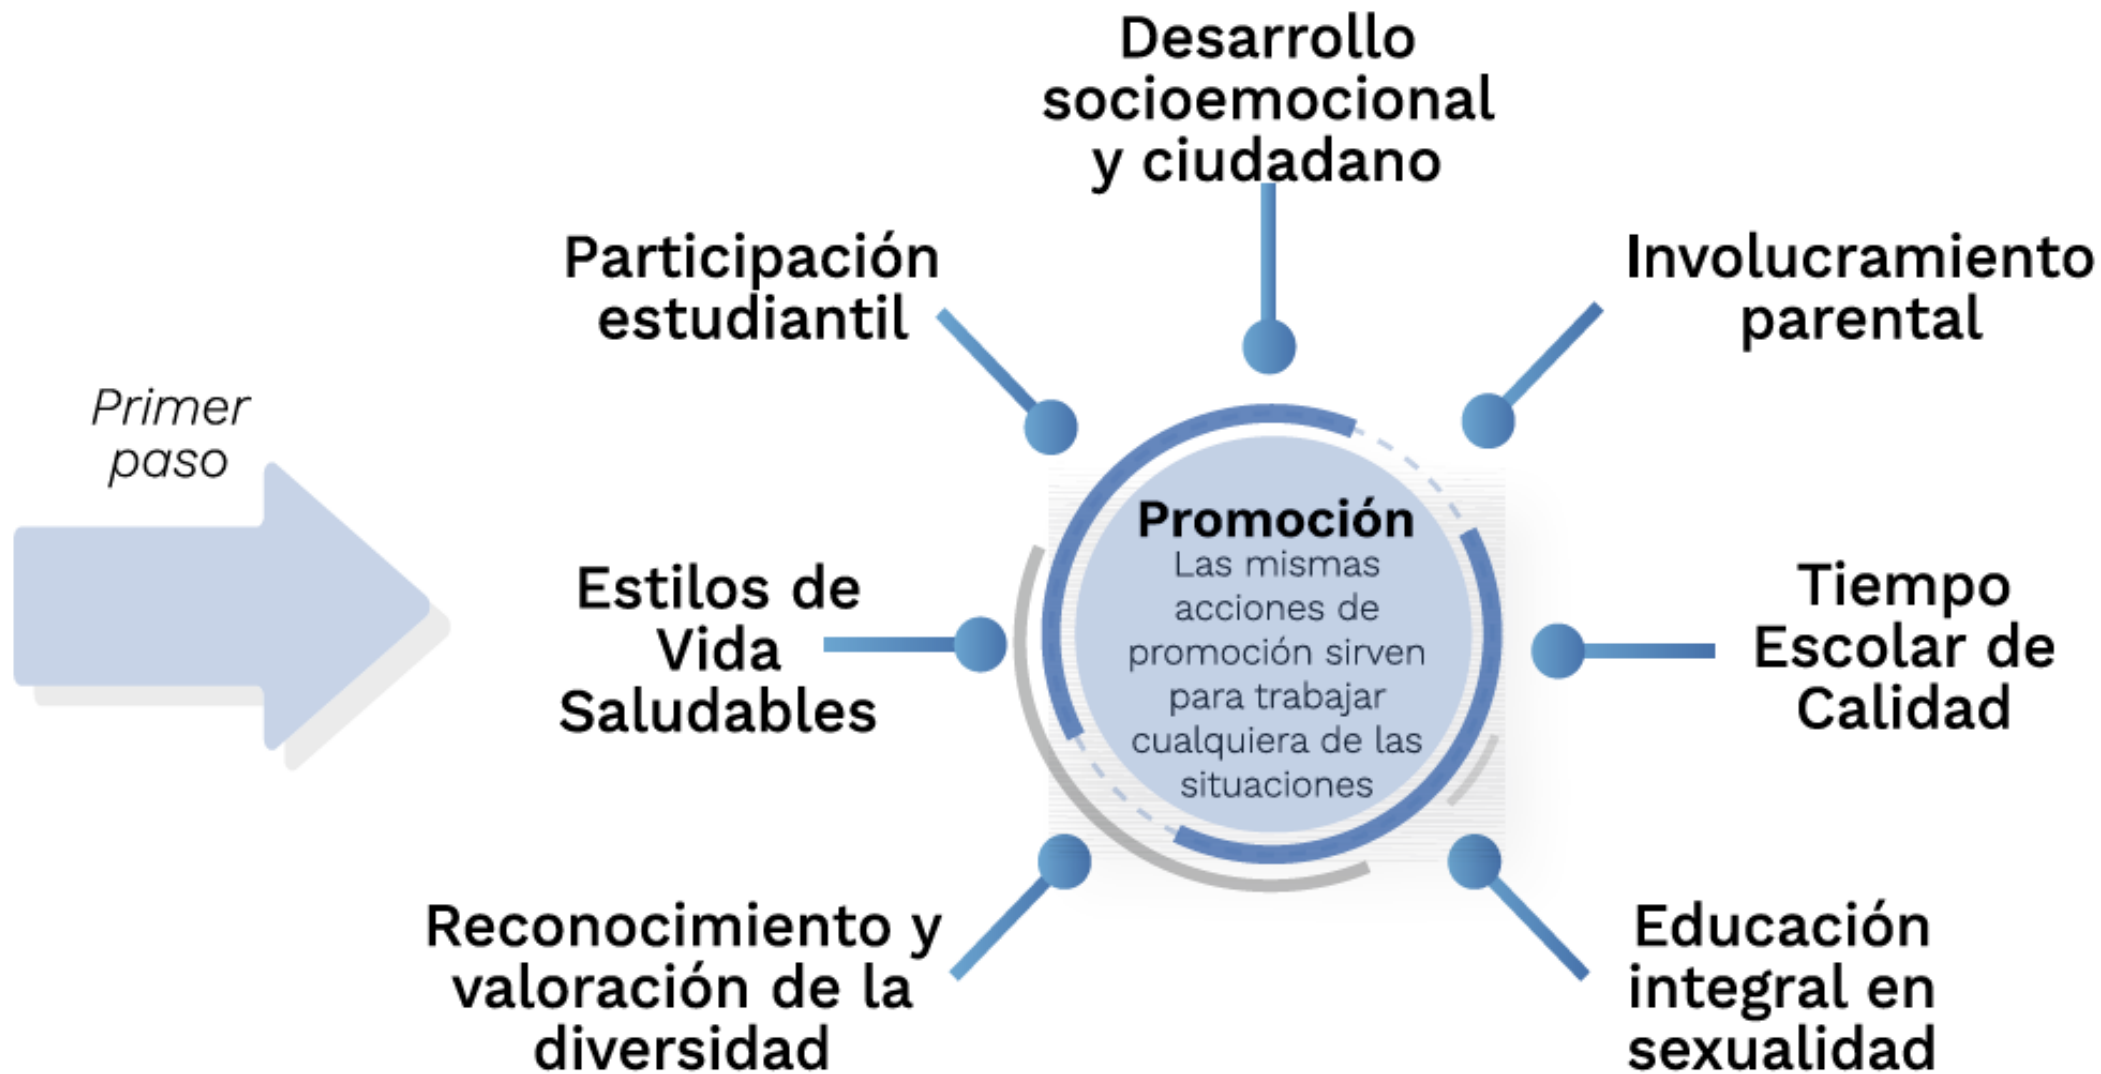 Desarrollo
socioemocional
y ciudadano
Participación
estudiantil
Involucramiento
parental
Primer
paso
Promoción
Las mismas
acciones de
promoción sirven
para trabajar
cualquiera de las
situaciones
Estilos de
Vida
Saludables
Tiempo
Escolar de
Calidad
Reconocimiento y
valoración de la
diversidad
Educación
integral en
sexualidad